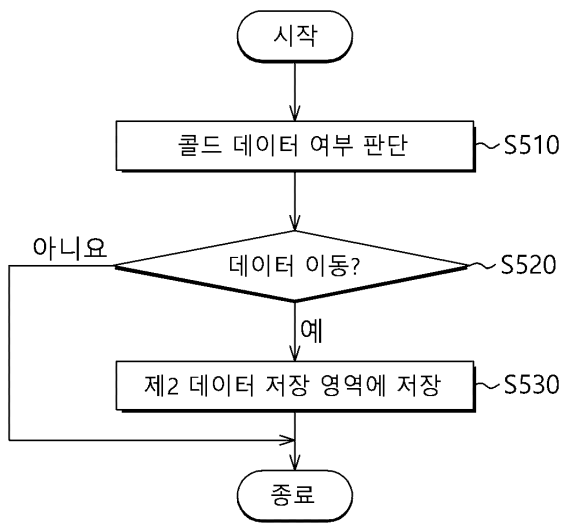 시작
콜드 데이터 여부 판단
S510
아니요
데이터 이동?
S520
예
제2 데이터 저장 영역에 저장
S530
종료